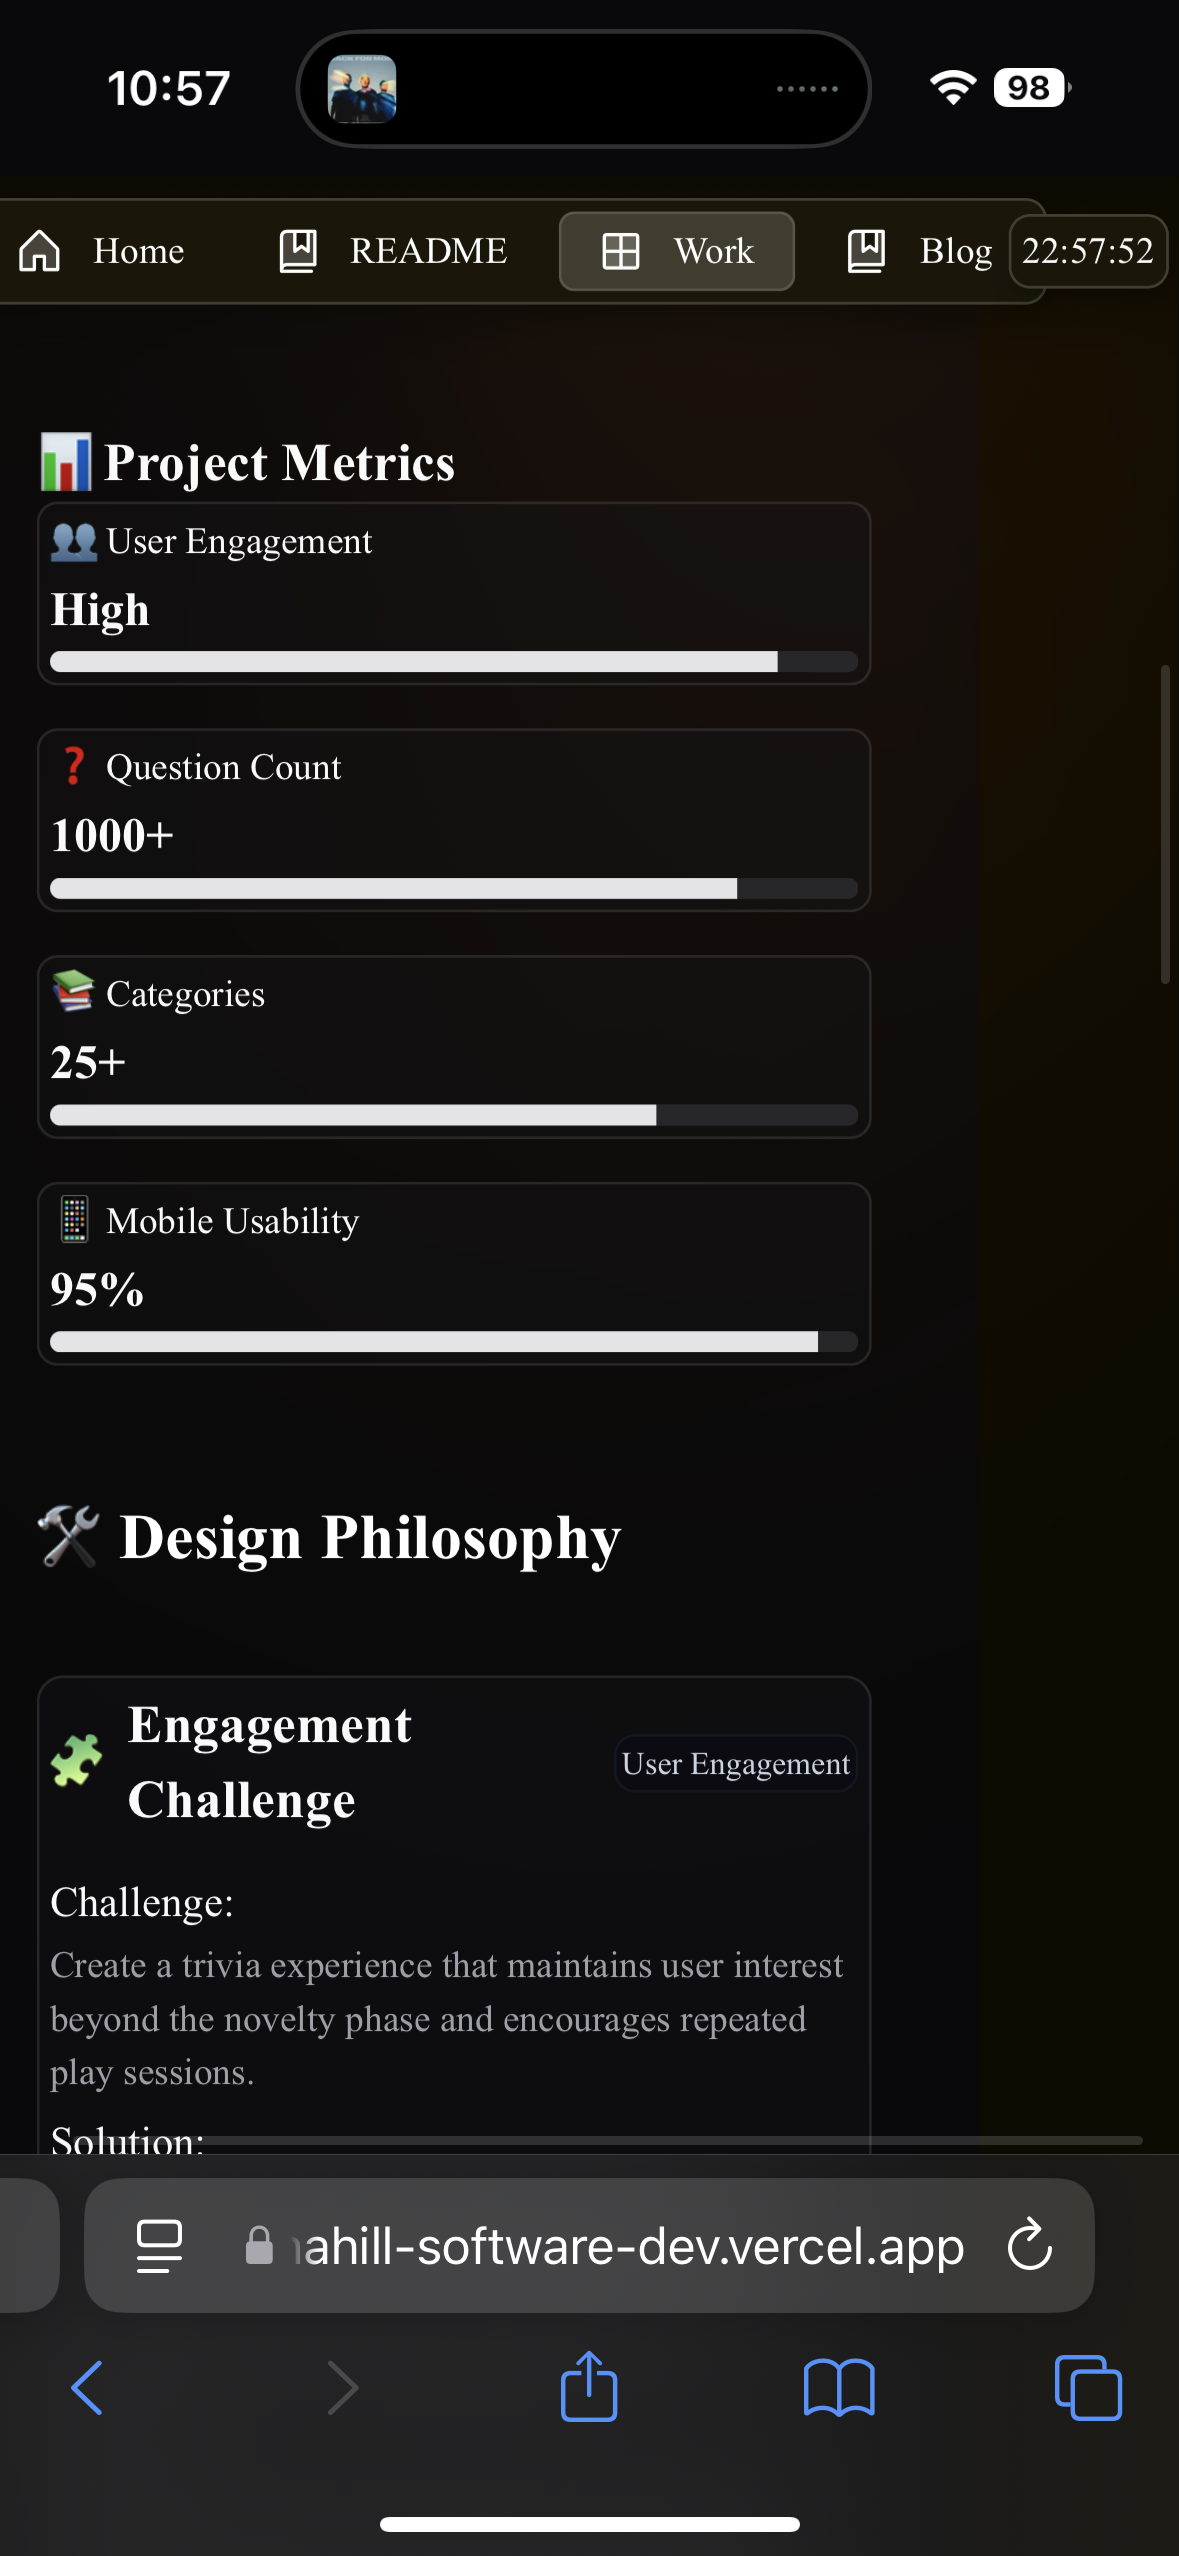 10:57
98
Home README Work Blog 22:57:52
Project Metrics
User Engagement
High
Question Count
1000+
Categories
25+
Mobile Usability
95%
Design Philosophy
Engagement
Challenge
User Engagement
Challenge:
Create a trivia experience that maintains user interest
beyond the novelty phase and encourages repeated
play sessions.
Solution:
ahill-software-dev.vercel.app